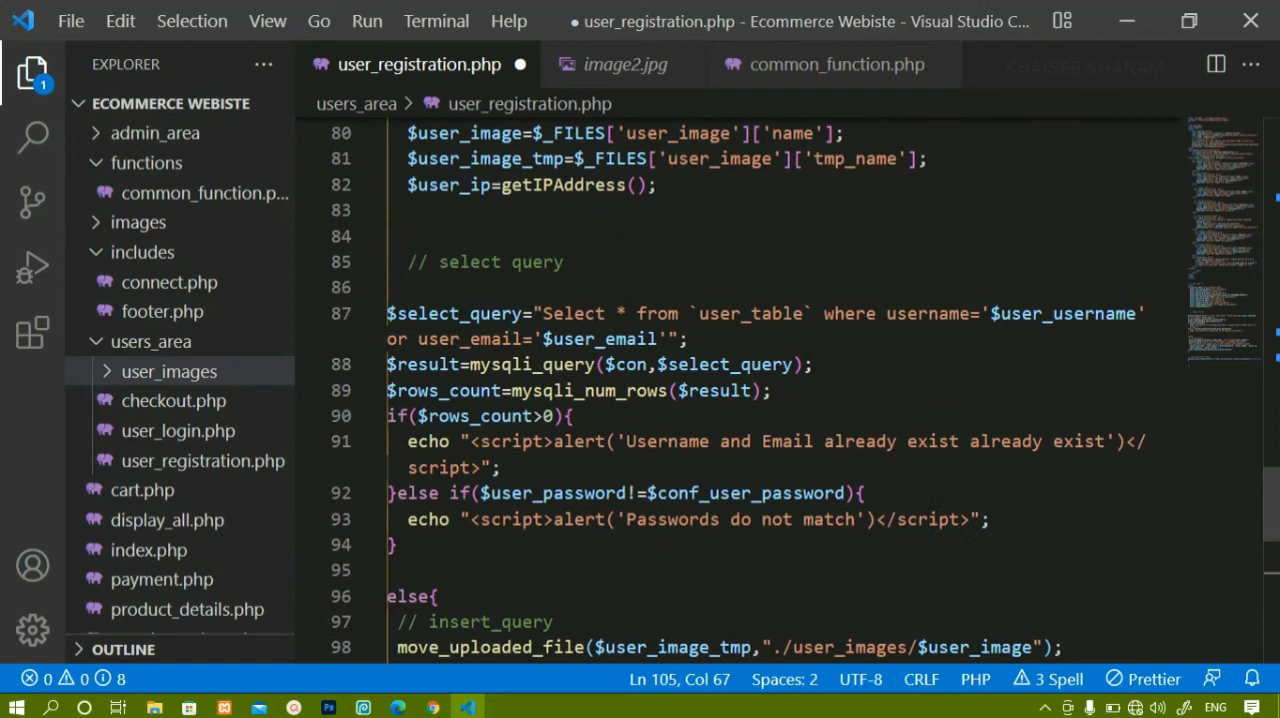 File Edit Selection View Go Run Terminal Help ● user_registration.php - Ecommerce Webiste - Visual Studio C...
EXPLORER ...
user_registration.php ● image2.jpg common_function.php KHAISER KHANAM ...
1
ECOMMERCE WEBISTE
users_area > user_registration.php
admin_area
functions
common_function.p...
images
includes
connect.php
footer.php
users_area
user_images
checkout.php
user_login.php
user_registration.php
cart.php
display_all.php
index.php
payment.php
product_details.php
OUTLINE
80 $user_image=$_FILES['user_image']['name'];
81 $user_image_tmp=$_FILES['user_image']['tmp_name'];
82 $user_ip=getIPAddress();
83
84
85 // select query
86
87 $select_query="Select * from `user_table` where username='$user_username'
or user_email='$user_email'";
88 $result=mysqli_query($con,$select_query);
89 $rows_count=mysqli_num_rows($result);
90 if($rows_count>0){
91 echo "<script>alert('Username and Email already exist already exist')</
script>";
92 }else if($user_password!=$conf_user_password){
93 echo "<script>alert('Passwords do not match')</script>";
94 }
95
96 else{
97 // insert_query
98 move_uploaded_file($user_image_tmp,"./user_images/$user_image");
0 0 8 Ln 105, Col 67 Spaces: 2 UTF-8 CRLF PHP 3 Spell Prettier
Ps ENG